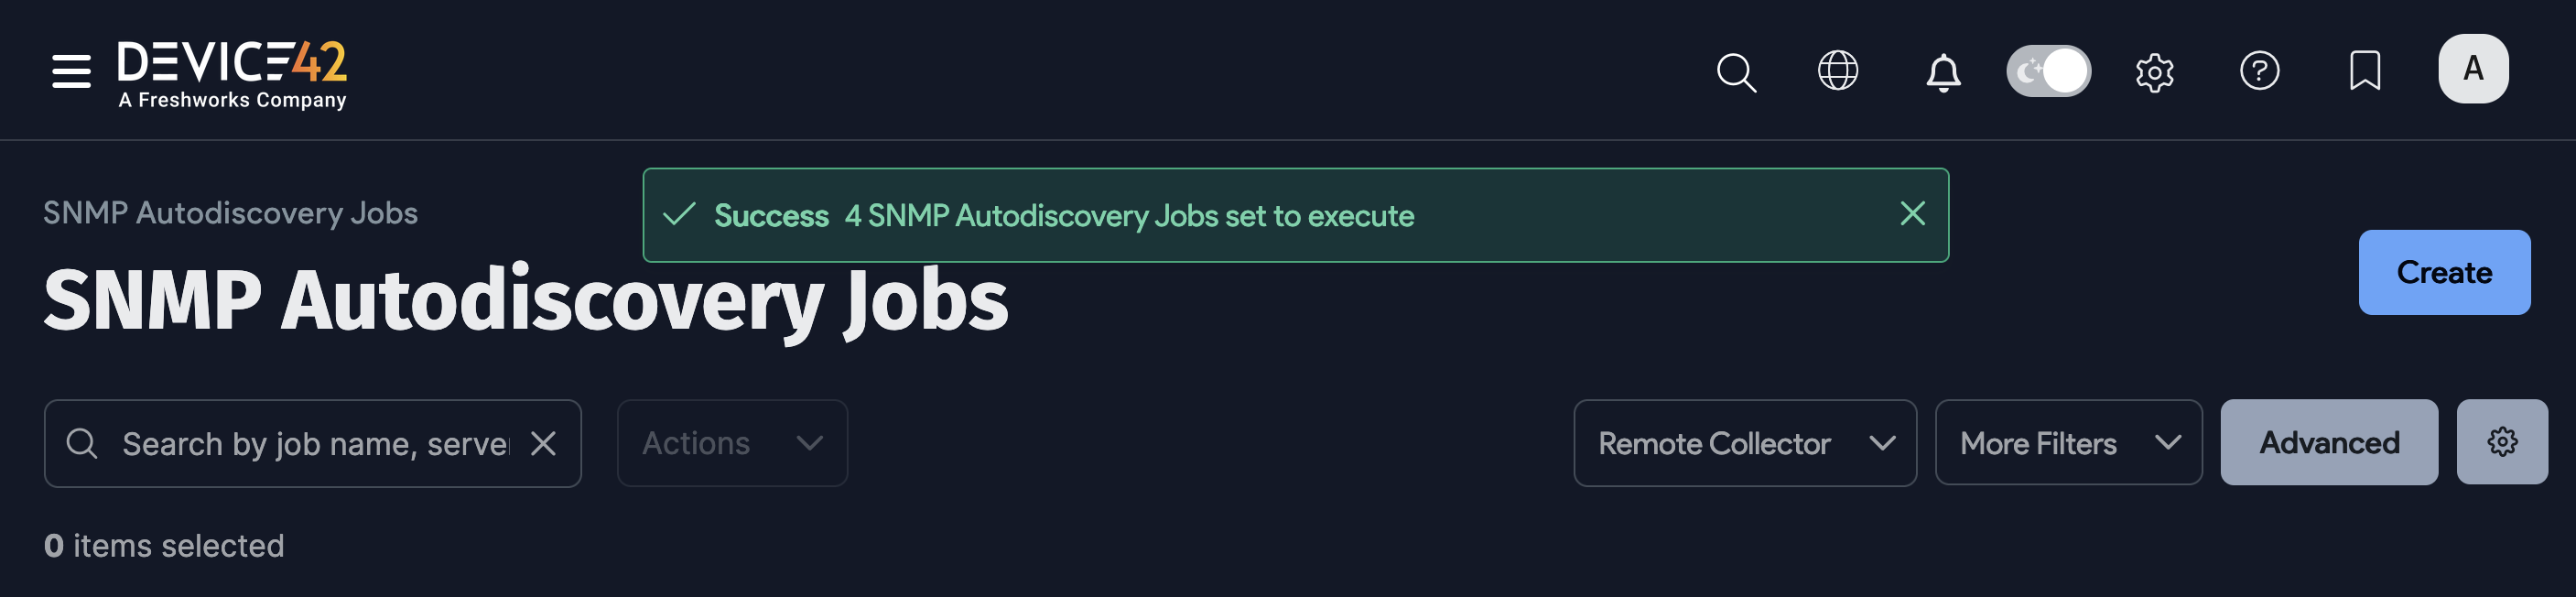 DEVICE42
A Freshworks Company
A
SNMP Autodiscovery Jobs
Success 4 SNMP Autodiscovery Jobs set to execute
SNMP Autodiscovery Jobs
Create
Search by job name, serve
Actions
Remote Collector
More Filters
Advanced
0 items selected